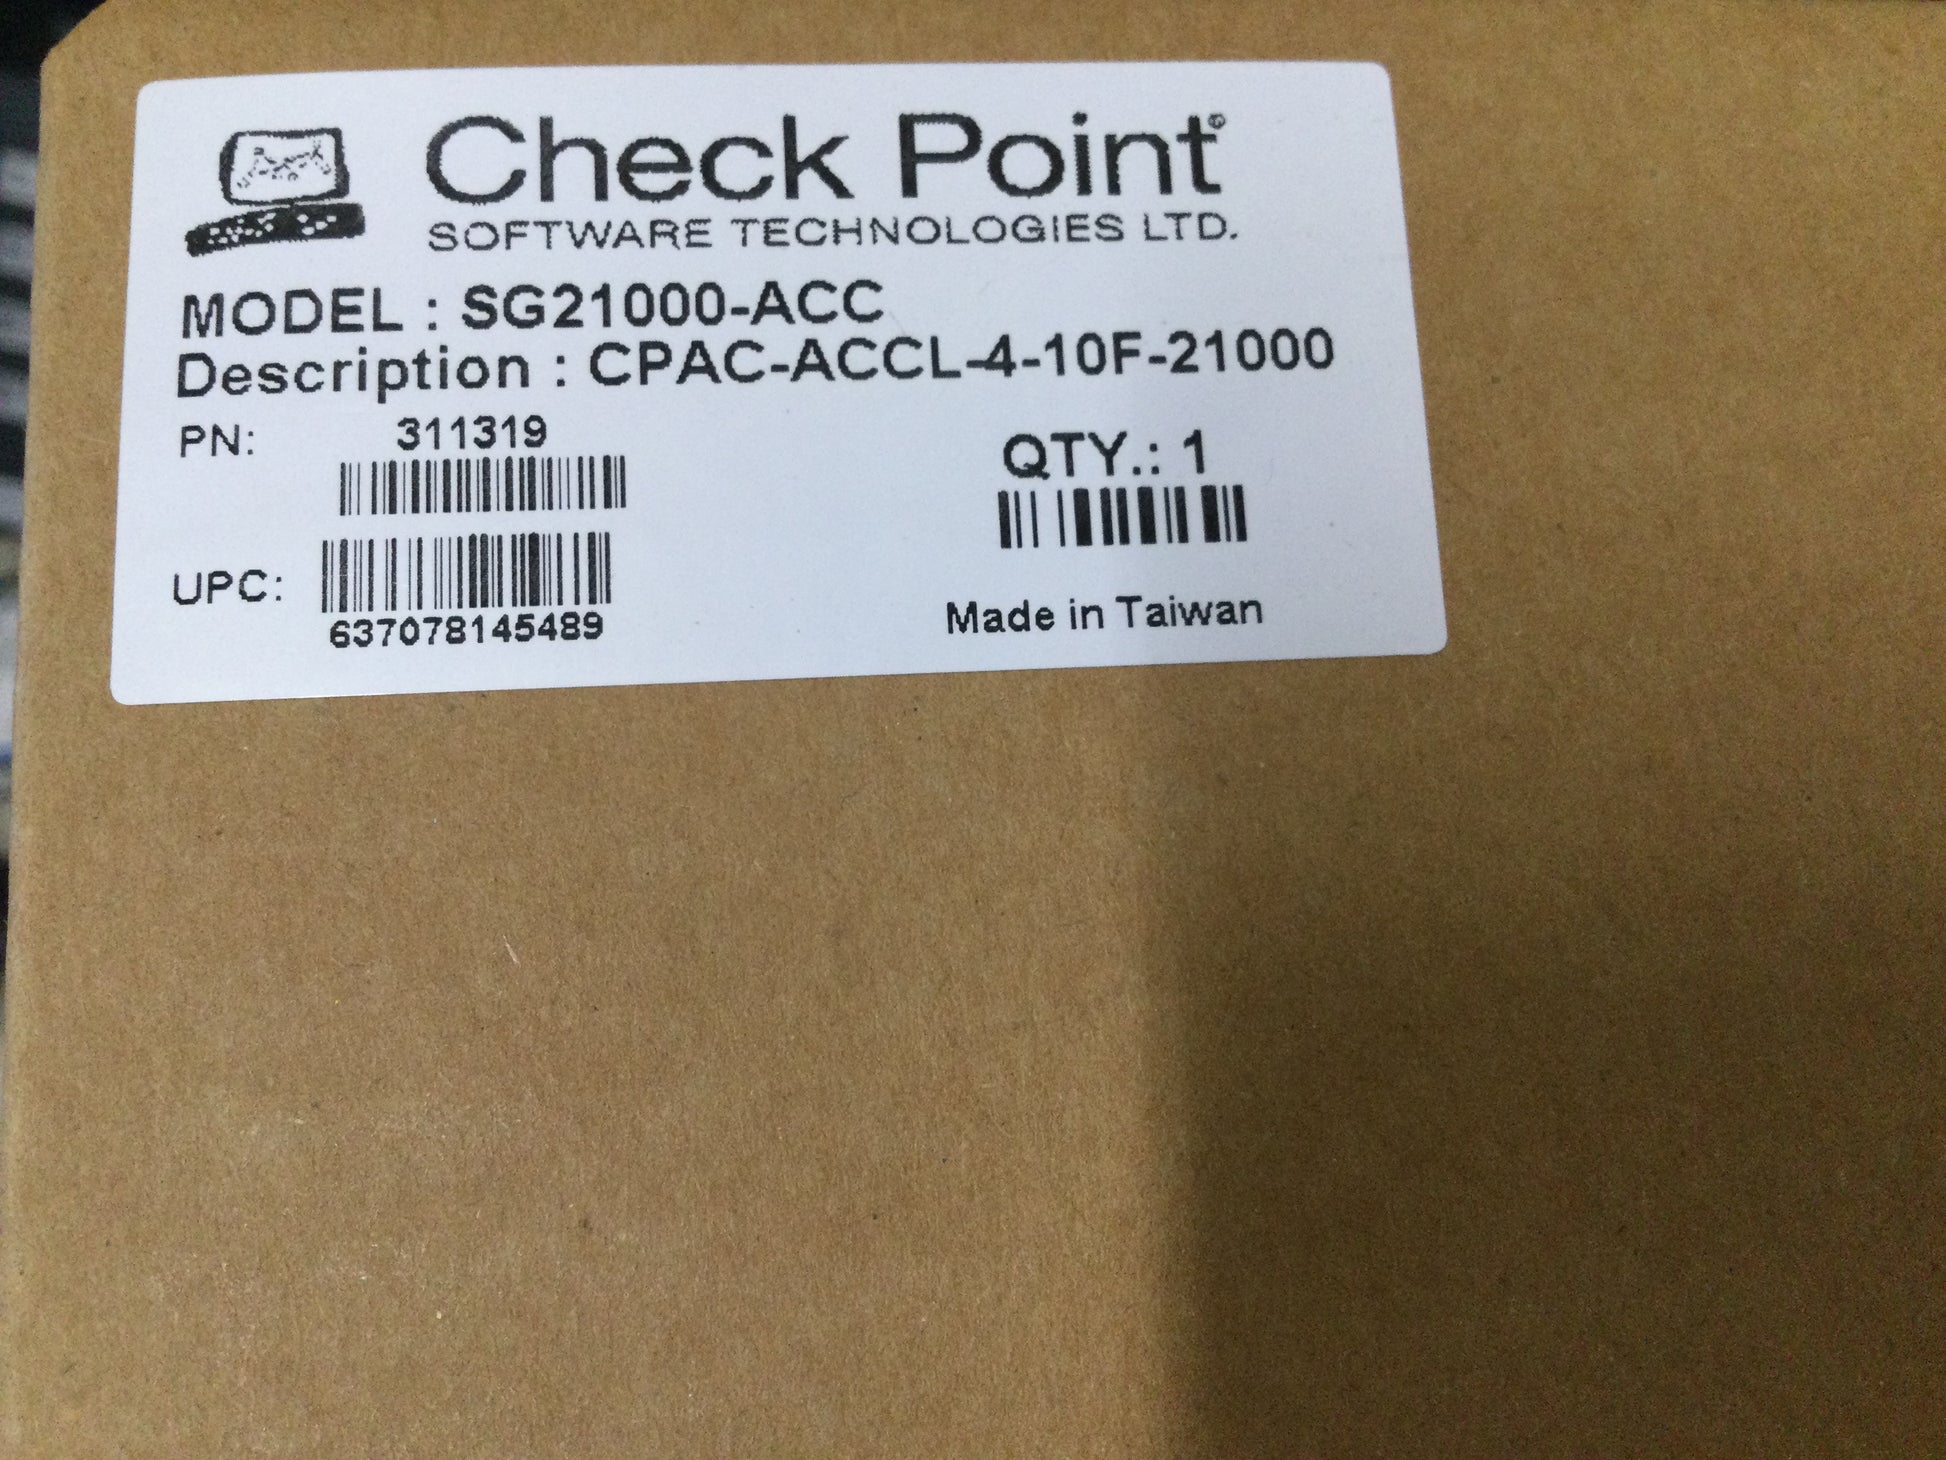 Check Point®
SOFTWARE TECHNOLOGIES LTD.
MODEL : SG21000-ACC
Description : CPAC-ACCL-4-10F-21000
PN: 311319
QTY.: 1
UPC:
637078145489
Made in Taiwan